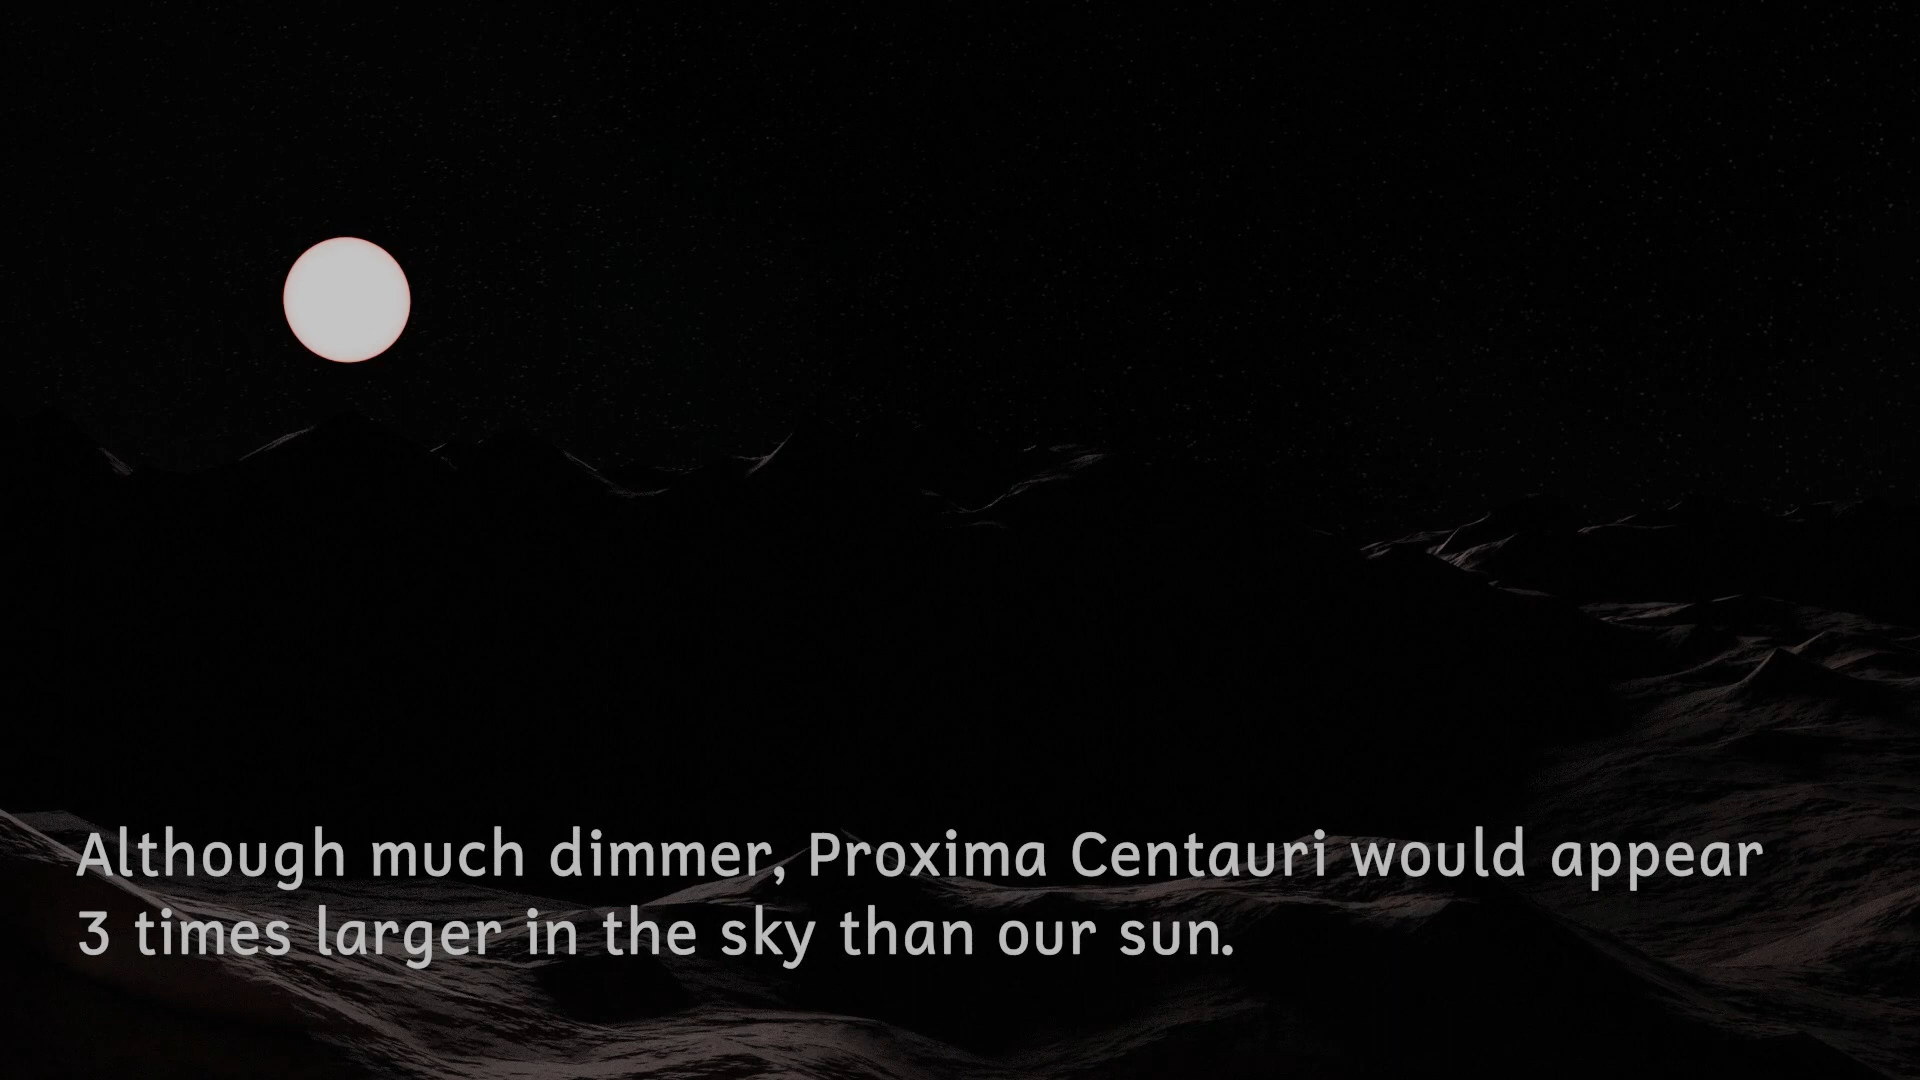 Although much dimmer, Proxima Centauri would appear
3 times larger in the sky than our sun.